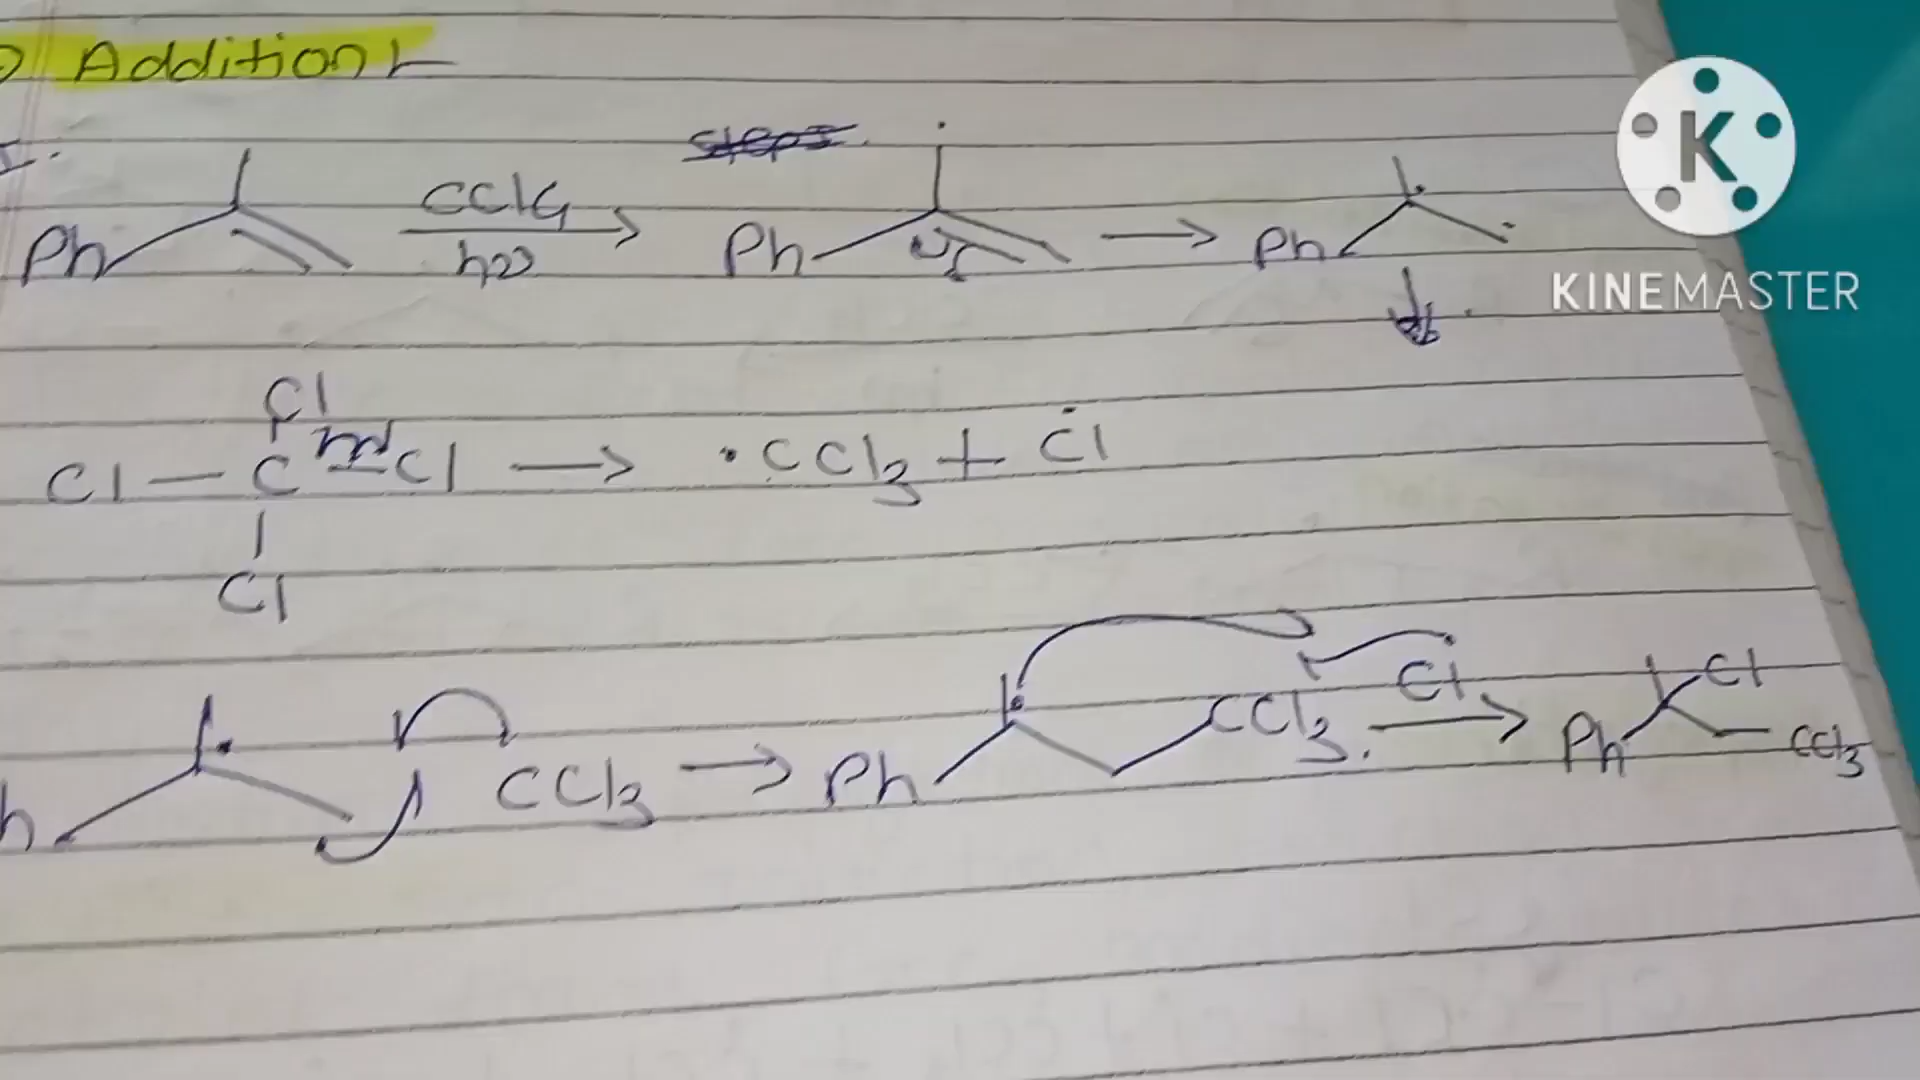 Addition :-
I.
Ph CCl4 hν Ph Ph
Cl
Cl — C — Cl → •CCl3 + Cl•
Cl
h CCl3 → Ph CCl3. Cl → Ph Cl CCl3
K
KINEMASTER